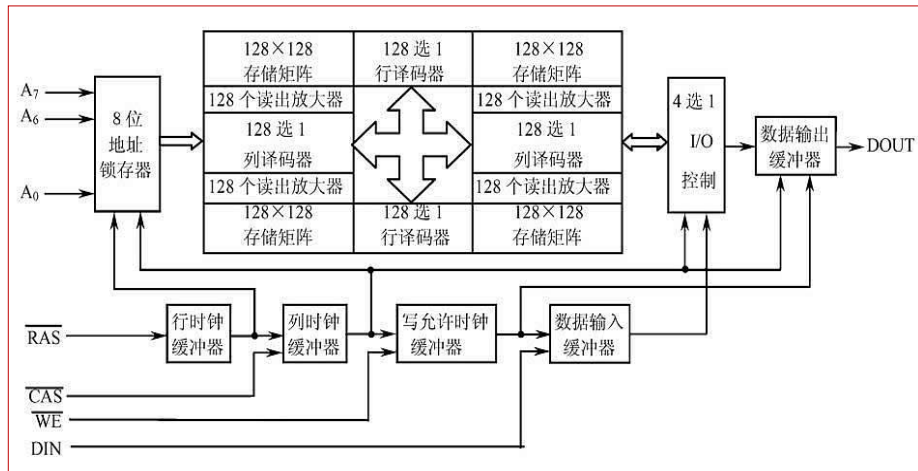 A7
A6
A0
8位
地址
锁存器
128×128
存储矩阵
128 选 1
行译码器
128×128
存储矩阵
128 个读出放大器
128 个读出放大器
128 选 1
列译码器
128 选 1
列译码器
128 个读出放大器
128 个读出放大器
128×128
存储矩阵
128 选 1
行译码器
128×128
存储矩阵
4 选 1
I/O
控制
数据输出
缓冲器
DOUT
RAS
行时钟
缓冲器
列时钟
缓冲器
写允许时钟
缓冲器
数据输入
缓冲器
CAS
WE
DIN